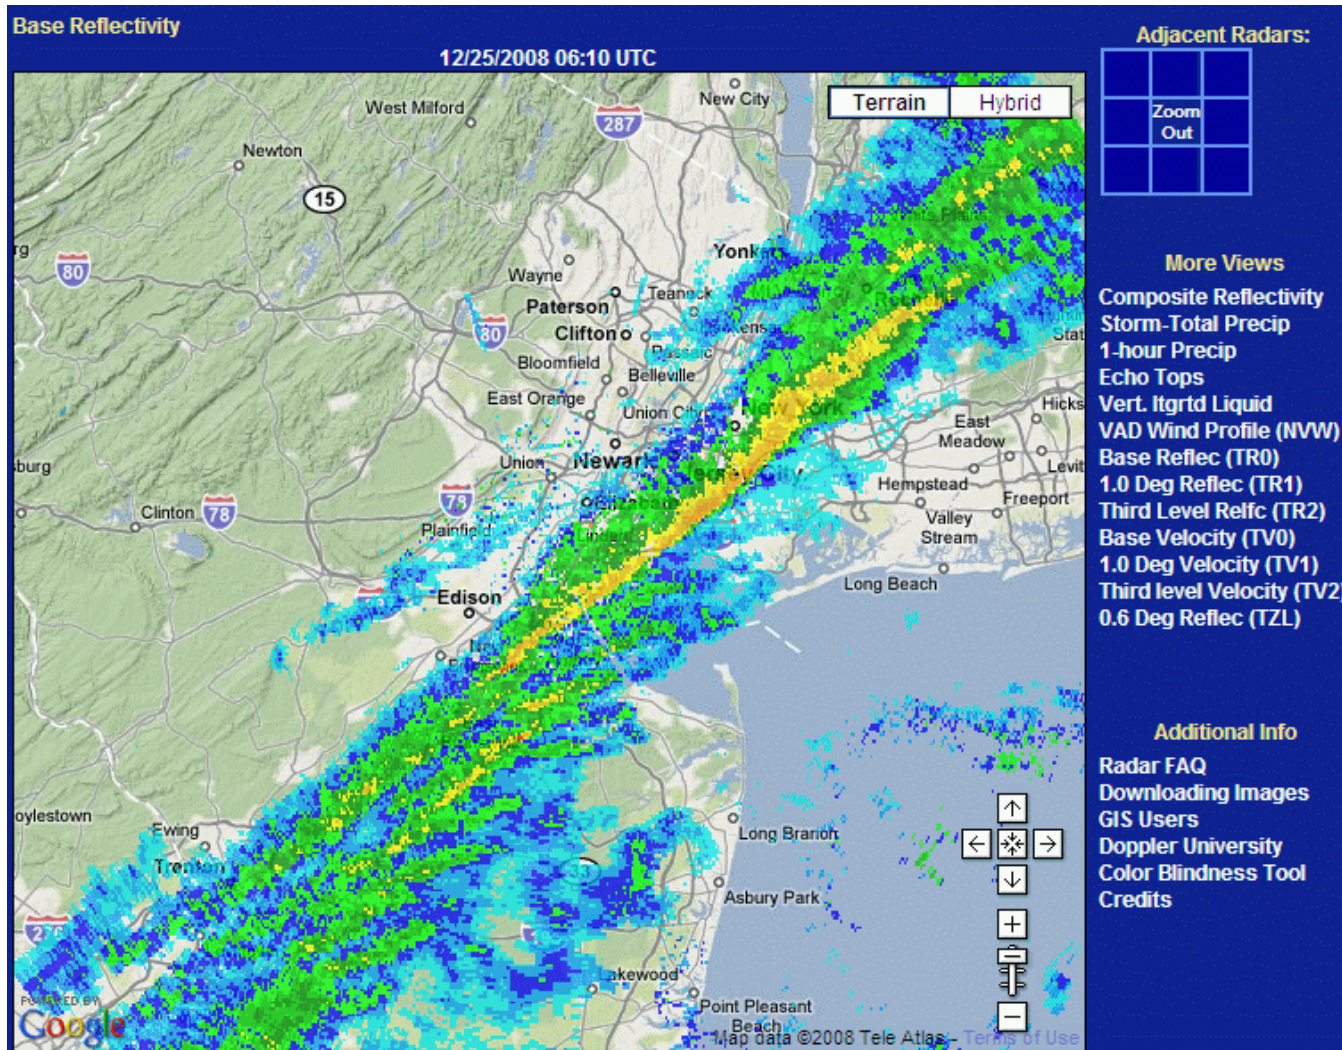 Base Reflectivity
12/25/2008 06:10 UTC
Adjacent Radars:
Zoom
Out
Terrain
Hybrid
New City
West Milford
287
Newton
15
80
Wayne
Paterson
Teaneck
Clifton
80
Passaic
Bloomfield
Belleville
East Orange
Union City
New York
Hicks
East
Meadow
Levit
Union
Newark
Jersey City
Hempstead
Freeport
Valley
Stream
sburg
Clinton
78
78
Plainfield
Elizabeth
Linden
Long Beach
Edison
oylestown
Ewing
Trenton
Long Branch
Asbury Park
Lakewood
Point Pleasant
Beach
POWERED BY
Google
Map data ©2008 Tele Atlas - Terms of Use
More Views
Composite Reflectivity
Storm-Total Precip
1-hour Precip
Echo Tops
Vert. Itgrtd Liquid
VAD Wind Profile (NVW)
Base Reflec (TR0)
1.0 Deg Reflec (TR1)
Third Level Relfc (TR2)
Base Velocity (TV0)
1.0 Deg Velocity (TV1)
Third level Velocity (TV2)
0.6 Deg Reflec (TZL)
Additional Info
Radar FAQ
Downloading Images
GIS Users
Doppler University
Color Blindness Tool
Credits